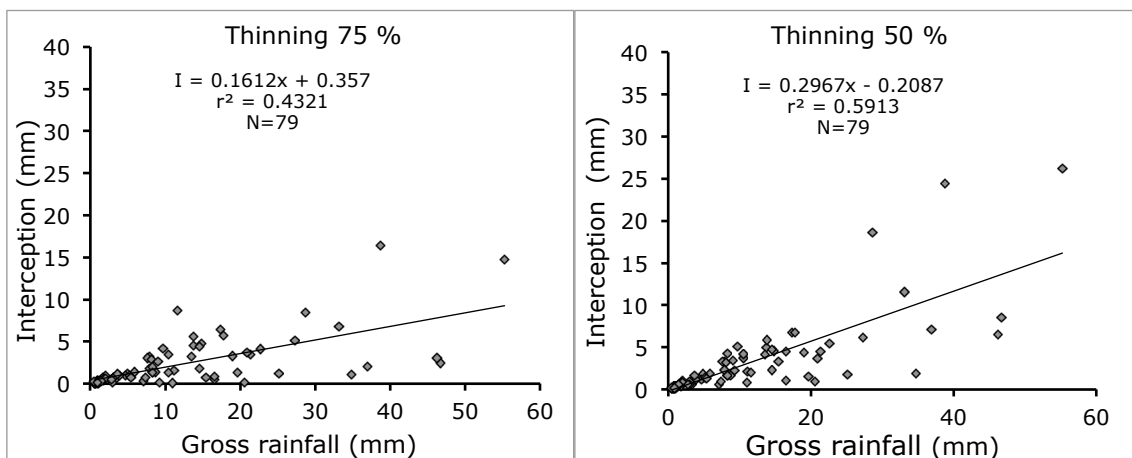 Thinning 75 %
I = 0.1612x + 0.357
r² = 0.4321
N=79
Interception (mm)
40
35
30
25
20
15
10
5
0
0 10 20 30 40 50 60
Gross rainfall (mm)
Thinning 50 %
I = 0.2967x - 0.2087
r² = 0.5913
N=79
Interception (mm)
40
35
30
25
20
15
10
5
0
0 20 40 60
Gross rainfall (mm)